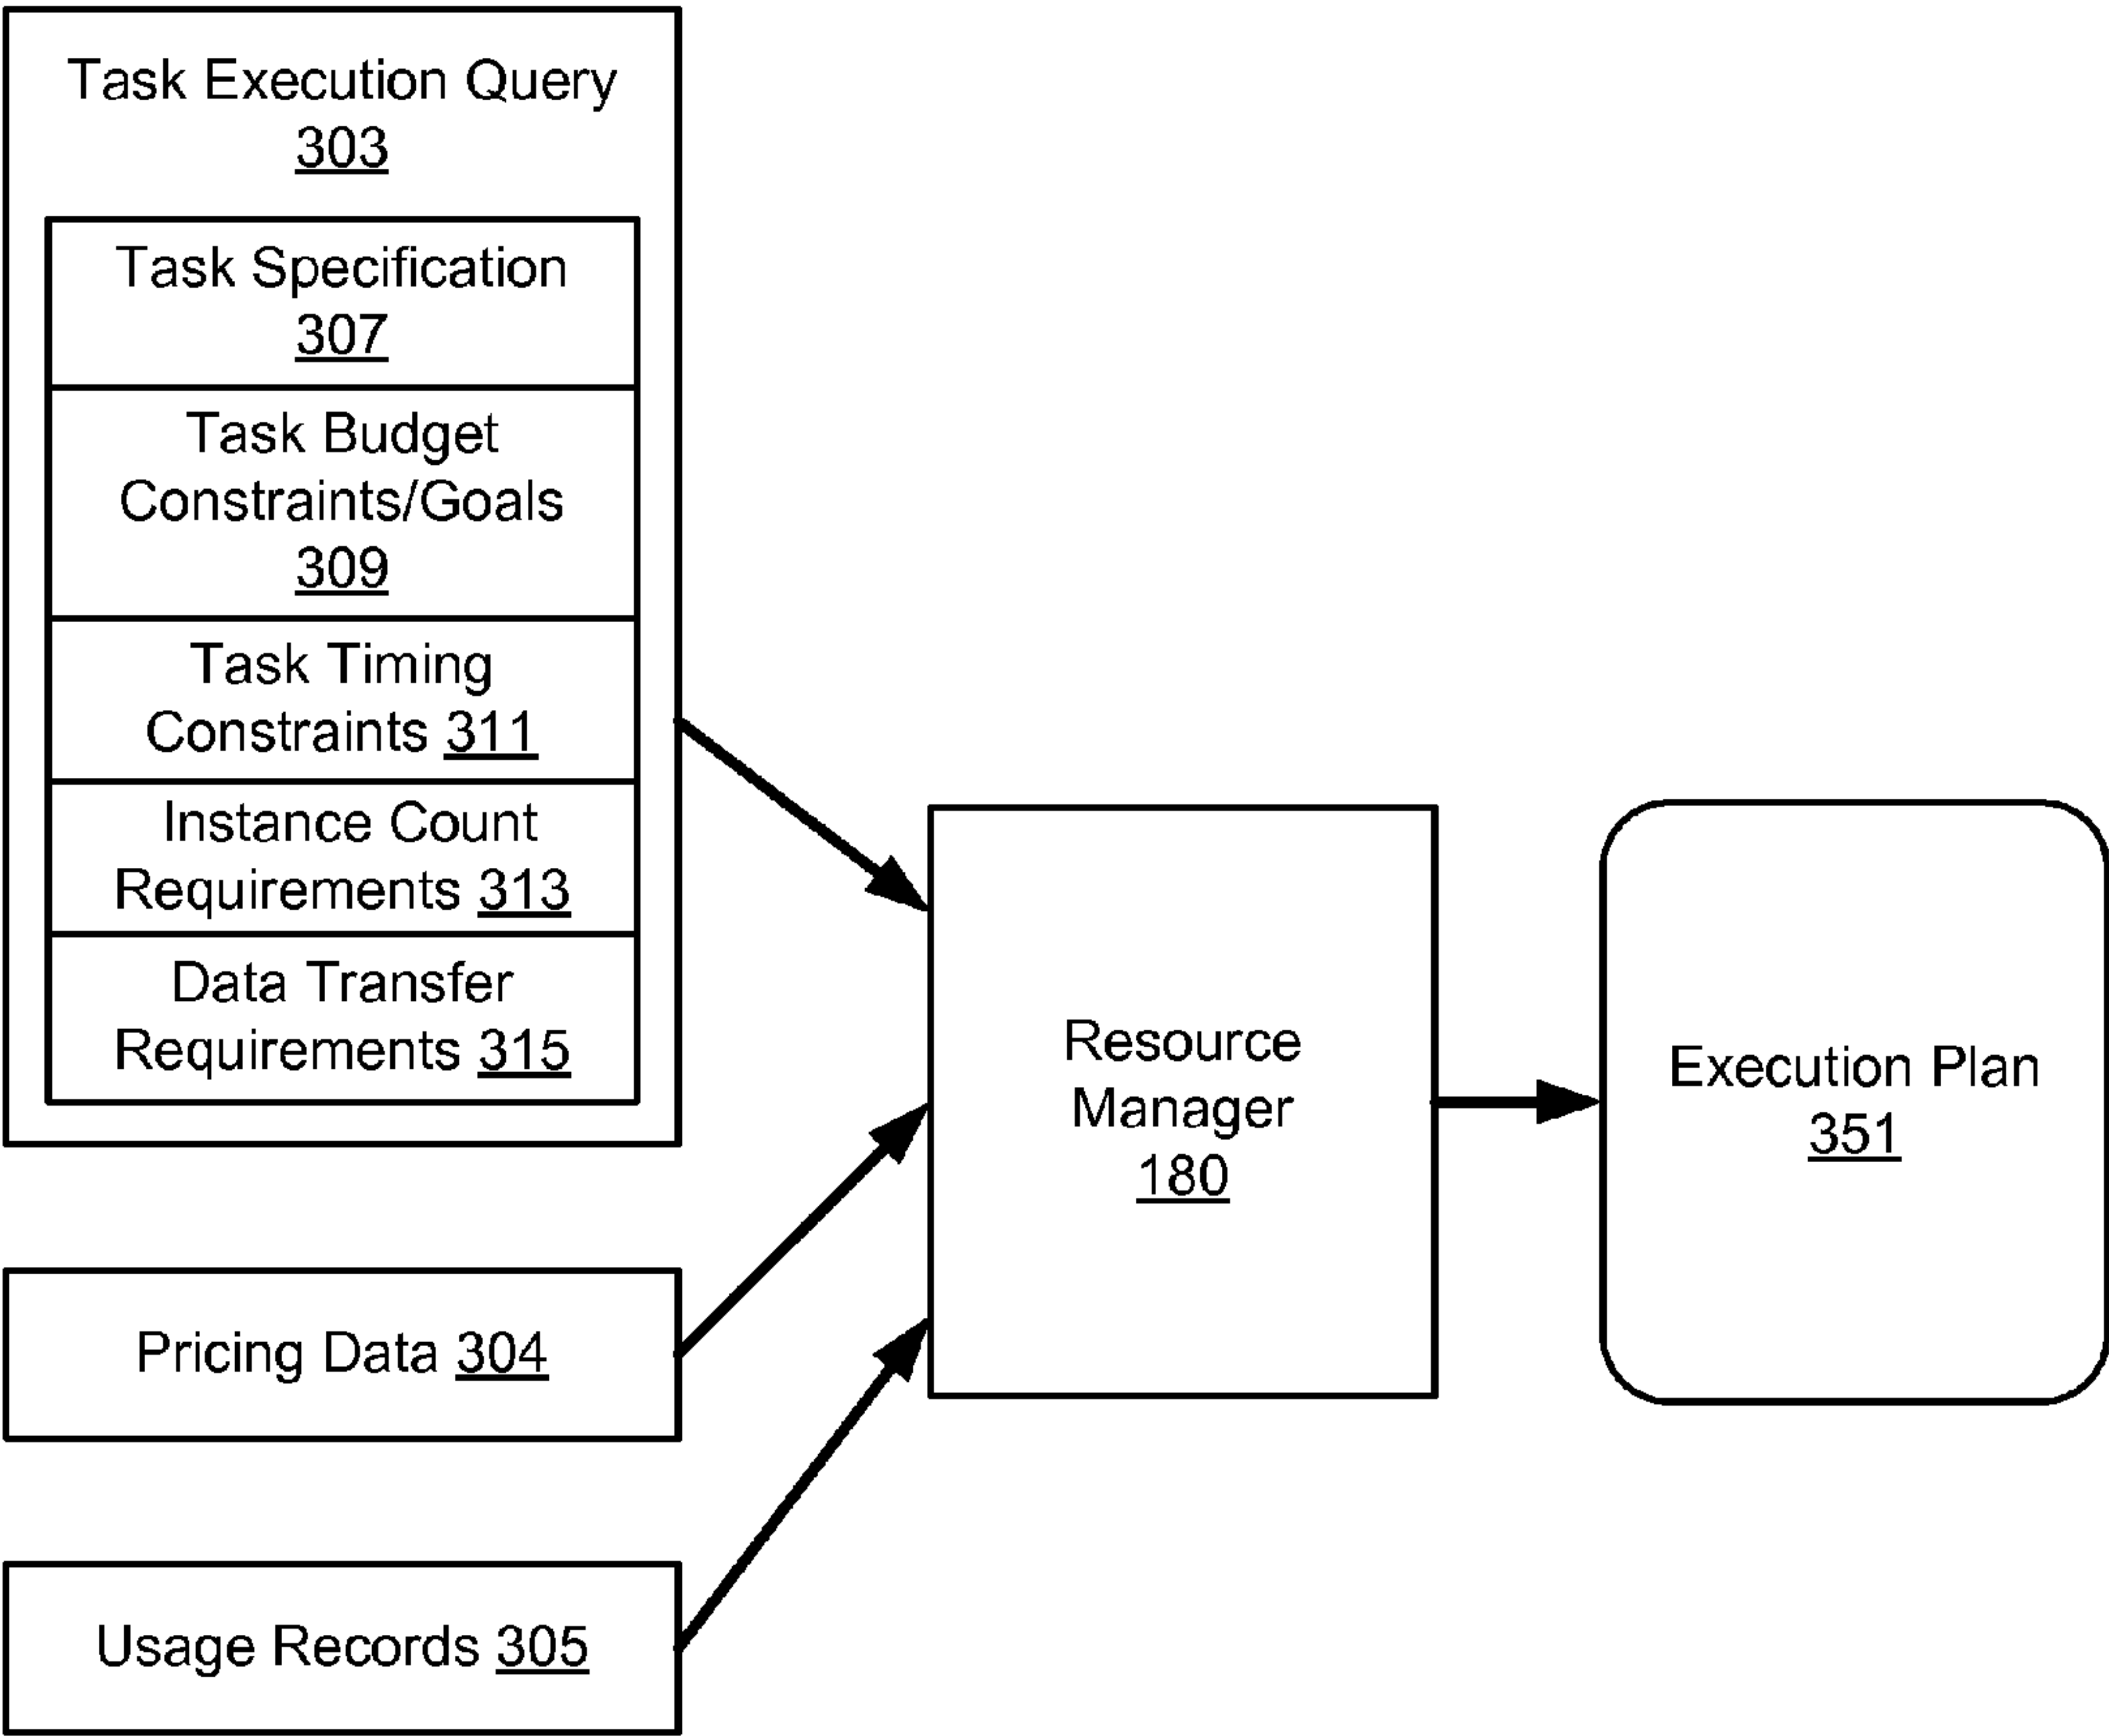 Task Execution Query
303
Task Specification
307
Task Budget
Constraints/Goals
309
Task Timing
Constraints 311
Instance Count
Requirements 313
Data Transfer
Requirements 315
Pricing Data 304
Usage Records 305
Resource
Manager
180
Execution Plan
351